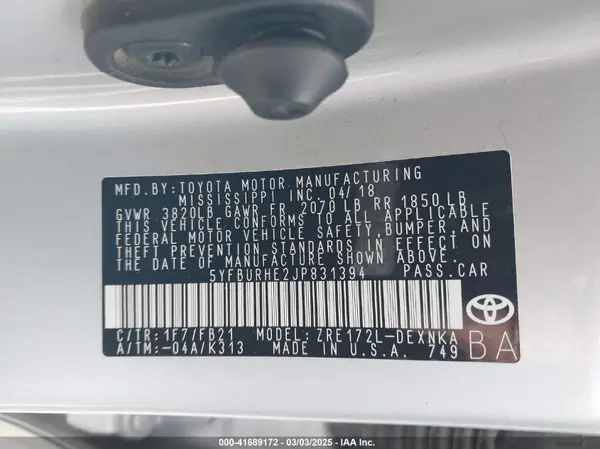 MFD.BY:TOYOTA MOTOR MANUFACTURING
MISSISSIPPI INC. 04/18
GVWR 3820LB GAWR FR 2070 LB RR 1850 LB
THIS VEHICLE CONFORMS TO ALL APPLICABLE
FEDERAL MOTOR VEHICLE SAFETY,BUMPER,AND
THEFT PREVENTION STANDARDS IN EFFECT ON
THE DATE OF MANUFACTURE SHOWN ABOVE.
5YFBURHE2JP831394 PASS.CAR
C/TR:1F7/FB21 MODEL:ZRE172L-DEXNKA
A/TM:-04A/K313 MADE IN U.S.A. 749
BA
000-41689172 — 03/03/2025 — IAA Inc.